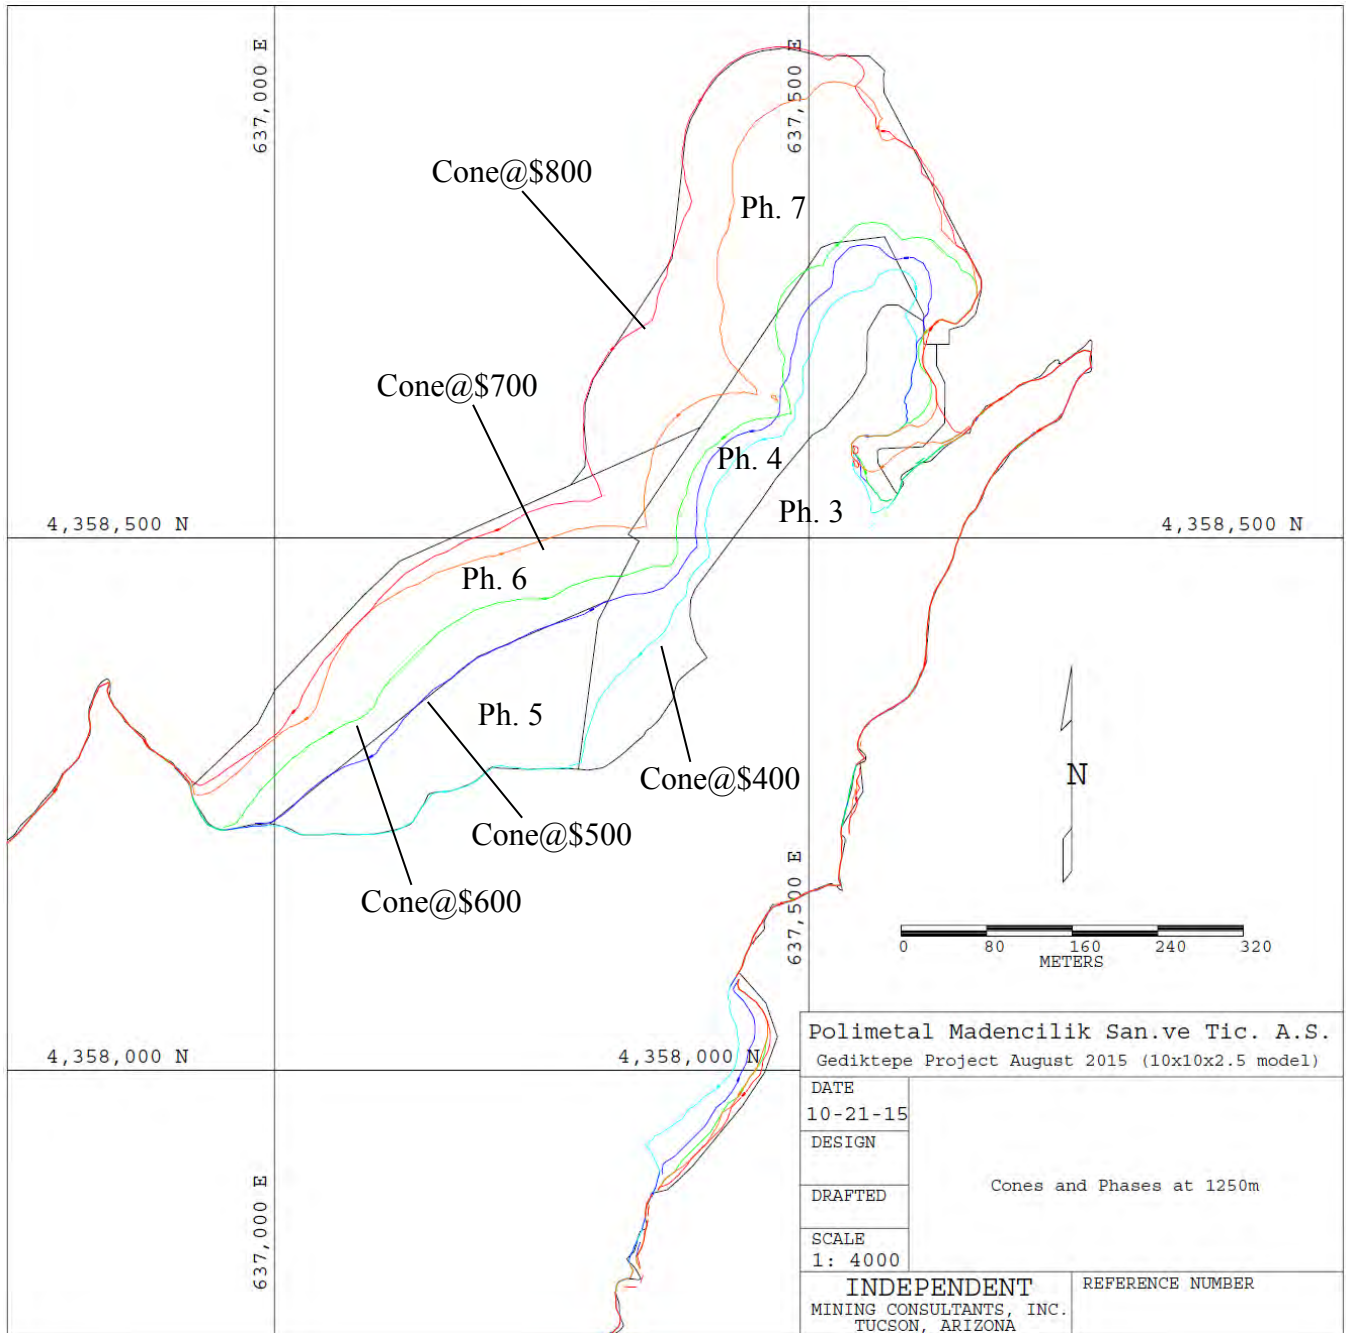 637,000 E
637,500 E
Cone@$800
Ph. 7
Cone@$700
Ph. 4
Ph. 3
4,358,500 N
4,358,500 N
Ph. 6
Ph. 5
Cone@$400
N
Cone@$500
Cone@$600
637,500 E
0 80 160 240 320
METERS
4,358,000 N
4,358,000 N
637,000 E
Polimetal Madencilik San.ve Tic. A.S.
Gediktepe Project August 2015 (10x10x2.5 model)
DATE
10-21-15
DESIGN
Cones and Phases at 1250m
DRAFTED
SCALE
1: 4000
INDEPENDENT
MINING CONSULTANTS, INC.
TUCSON, ARIZONA
REFERENCE NUMBER